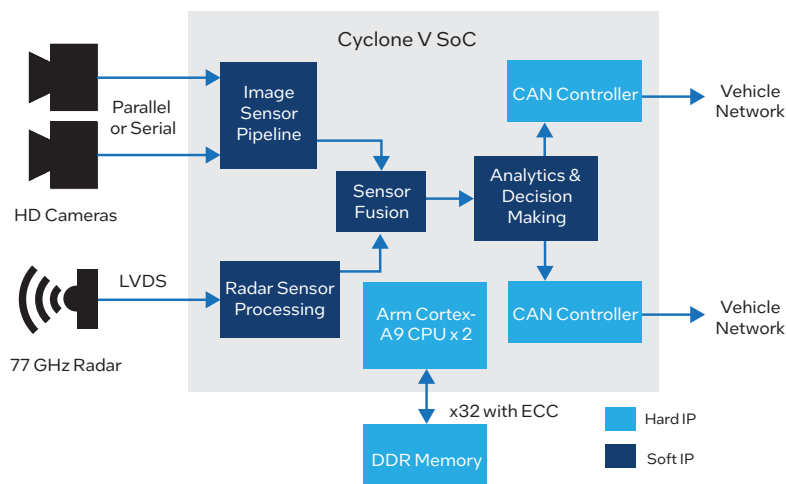 Cyclone V SoC
Parallel
or Serial
HD Cameras
Image
Sensor
Pipeline
Sensor
Fusion
Analytics &
Decision
Making
CAN Controller
Vehicle
Network
LVDS
77 GHz Radar
Radar Sensor
Processing
Arm Cortex-
A9 CPU x 2
CAN Controller
Vehicle
Network
x32 with ECC
DDR Memory
Hard IP
Soft IP